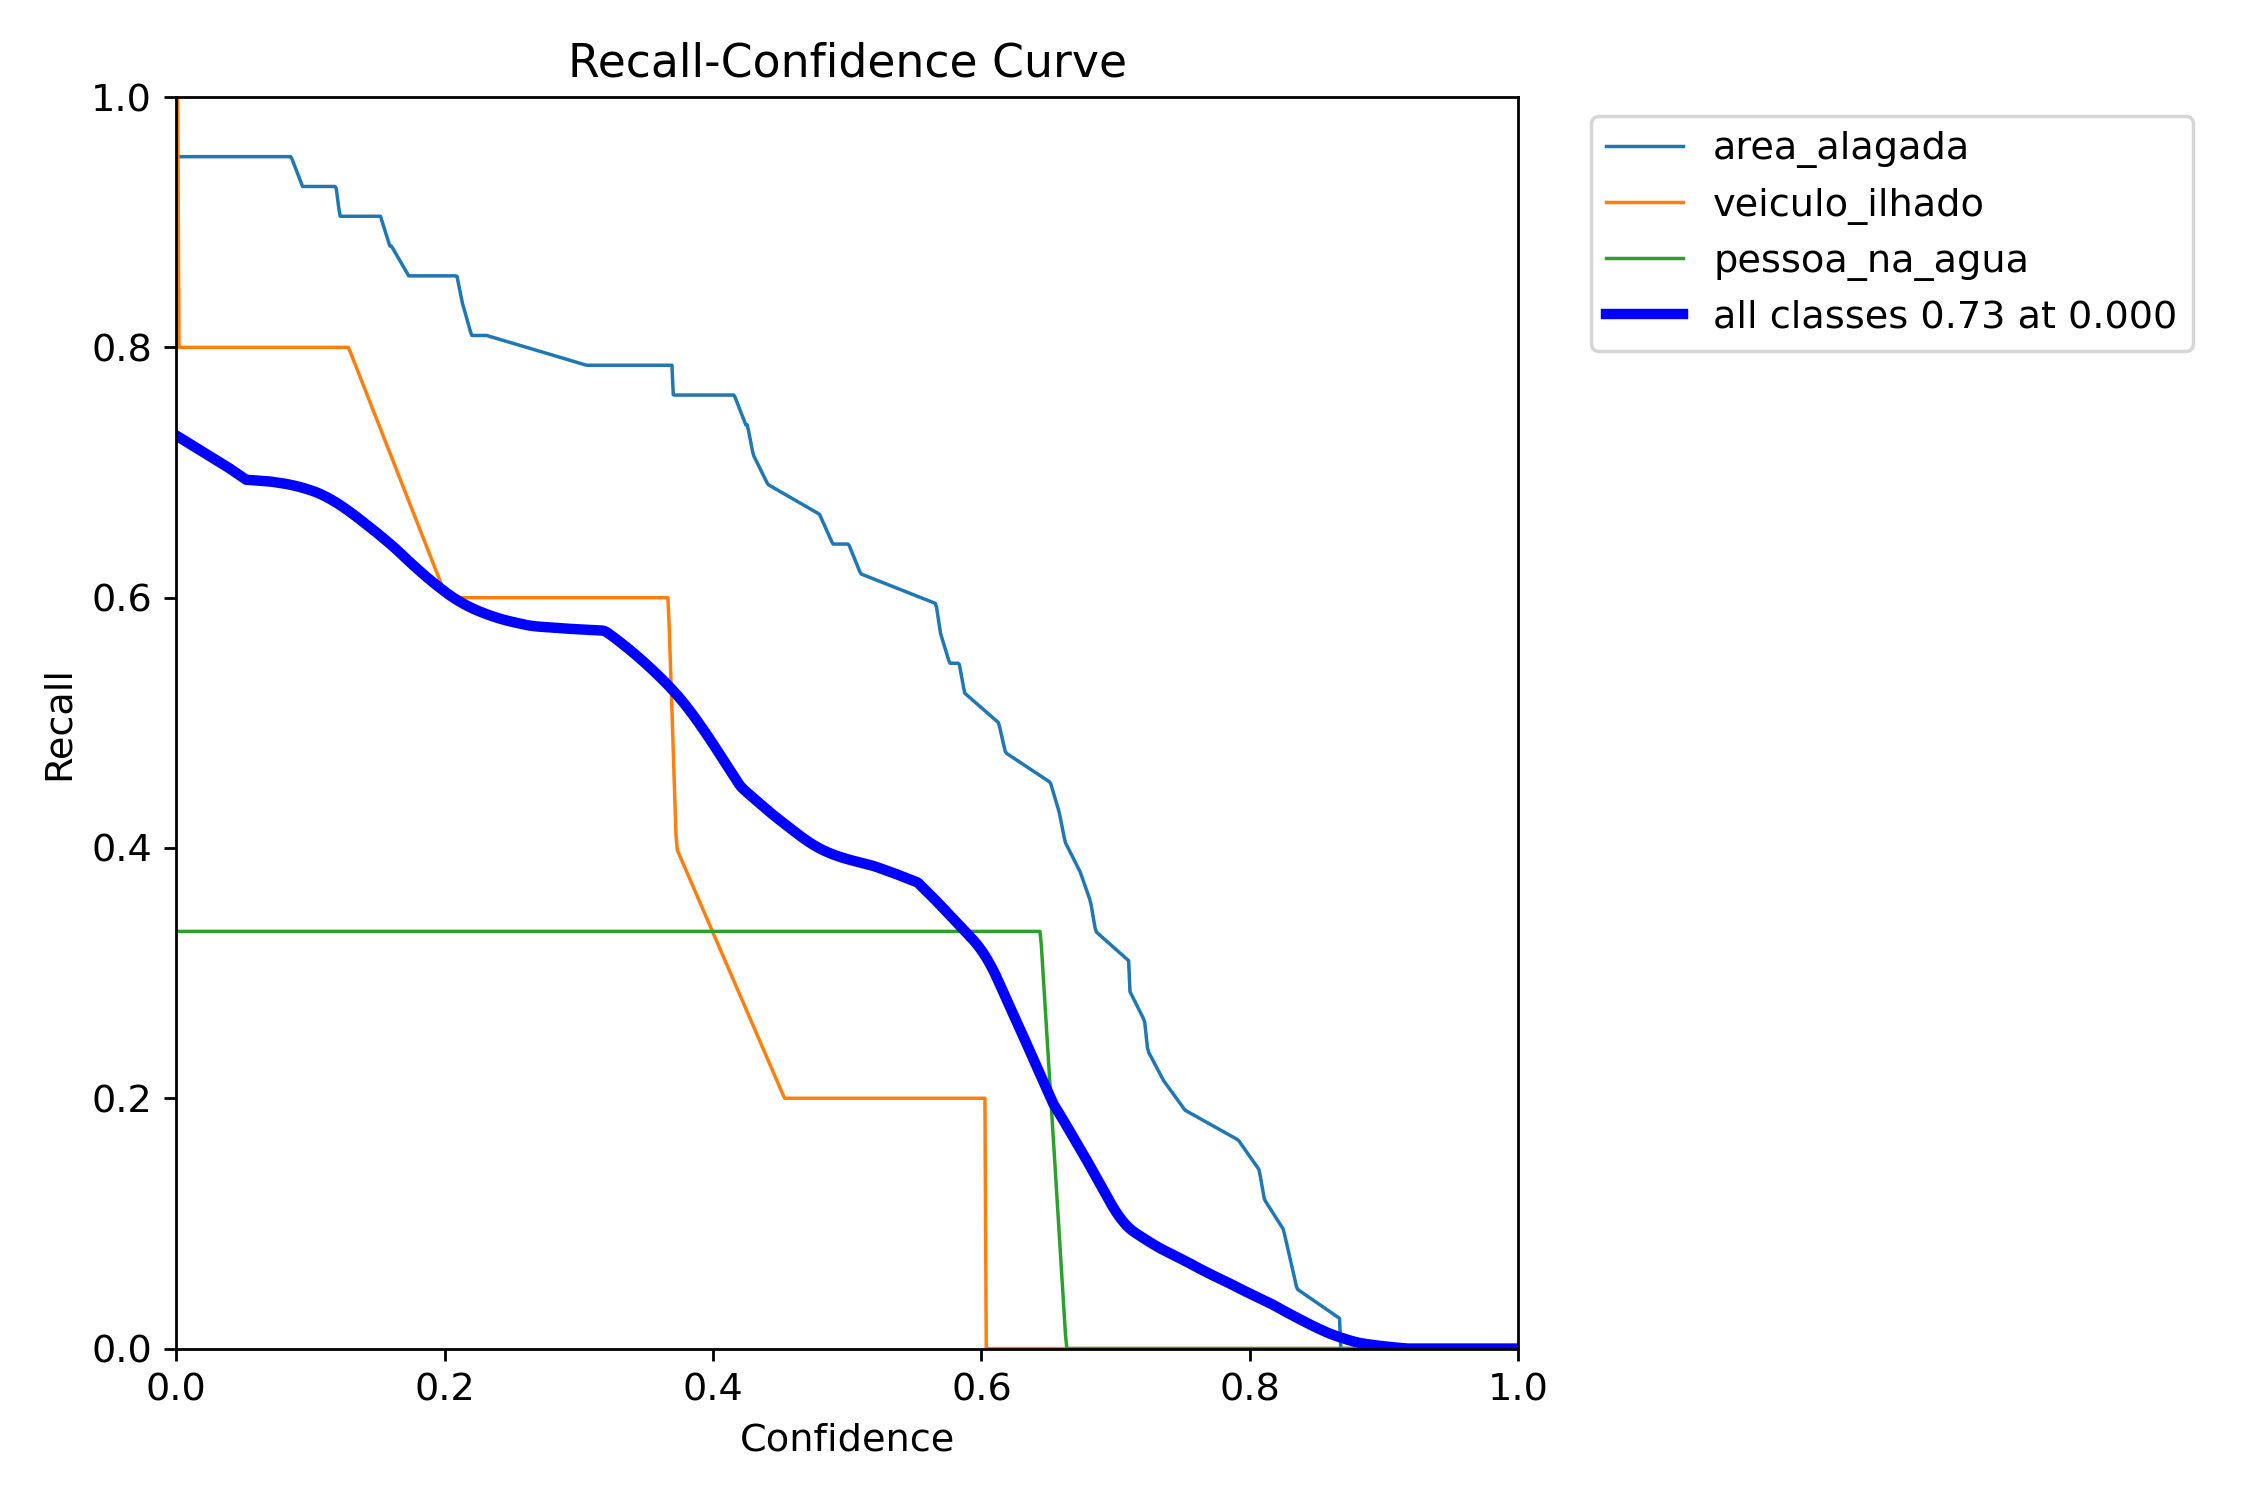 Recall-Confidence Curve
1.0
0.8
0.6
0.4
0.2
0.0
Recall
0.0 0.2 0.4 0.6 0.8 1.0
Confidence
area_alagada
veiculo_ilhado
pessoa_na_agua
all classes 0.73 at 0.000